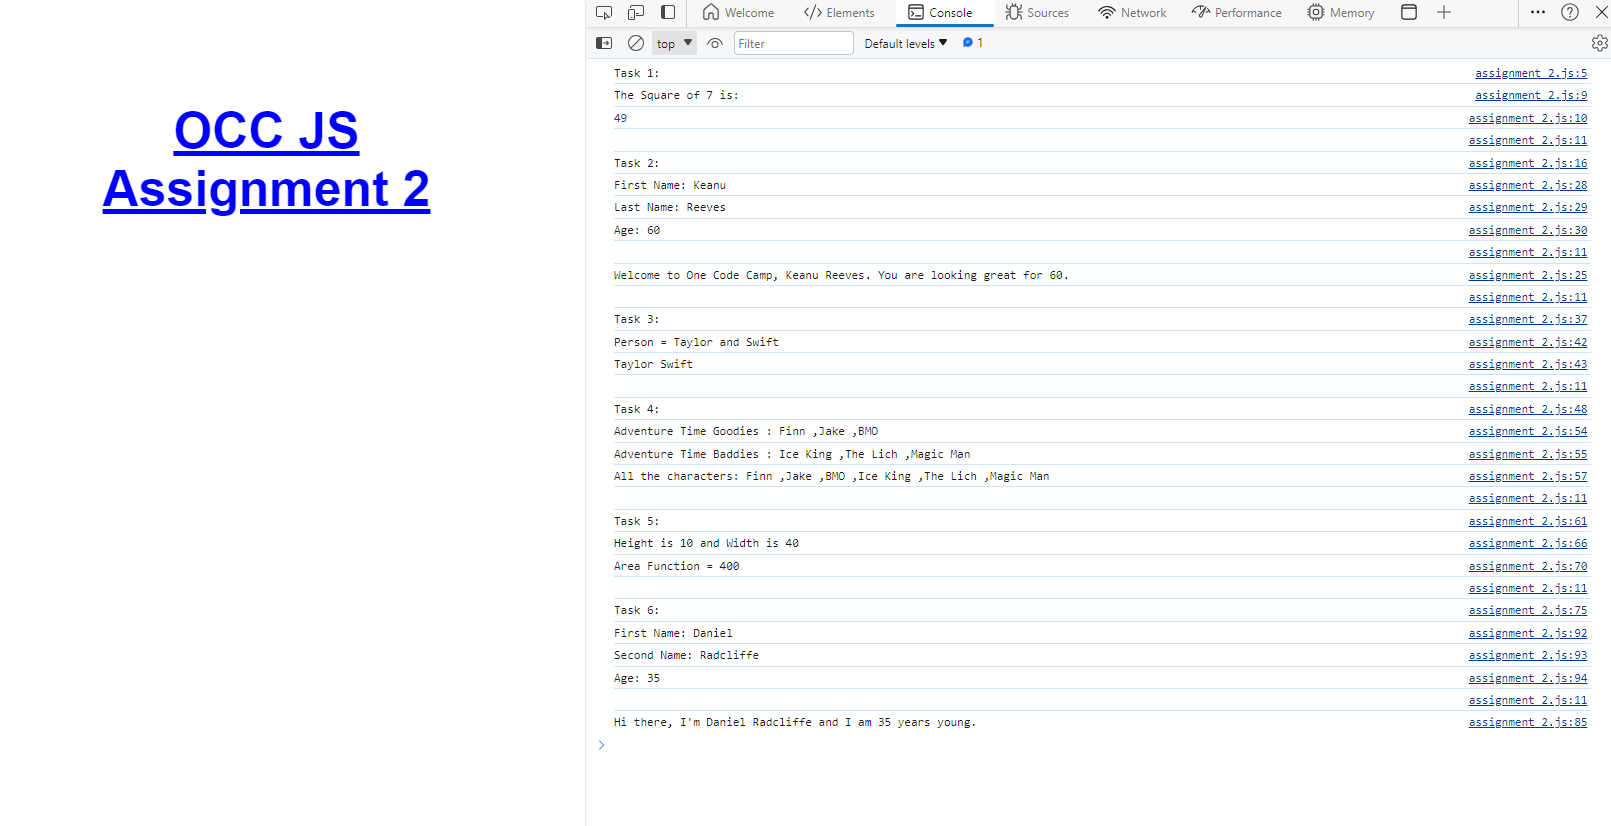 OCC JS
Assignment 2
Welcome Elements Console Sources Network Performance Memory
top Filter Default levels 1
Task 1: assignment 2.js:5
The Square of 7 is: assignment 2.js:9
49 assignment 2.js:10
assignment 2.js:11
Task 2: assignment 2.js:16
First Name: Keanu assignment 2.js:28
Last Name: Reeves assignment 2.js:29
Age: 60 assignment 2.js:30
assignment 2.js:11
Welcome to One Code Camp, Keanu Reeves. You are looking great for 60. assignment 2.js:25
assignment 2.js:11
Task 3: assignment 2.js:37
Person = Taylor and Swift assignment 2.js:42
Taylor Swift assignment 2.js:43
assignment 2.js:11
Task 4: assignment 2.js:48
Adventure Time Goodies : Finn ,Jake ,BMO assignment 2.js:54
Adventure Time Baddies : Ice King ,The Lich ,Magic Man assignment 2.js:55
All the characters: Finn ,Jake ,BMO ,Ice King ,The Lich ,Magic Man assignment 2.js:57
assignment 2.js:11
Task 5: assignment 2.js:61
Height is 10 and Width is 40 assignment 2.js:66
Area Function = 400 assignment 2.js:70
assignment 2.js:11
Task 6: assignment 2.js:75
First Name: Daniel assignment 2.js:92
Second Name: Radcliffe assignment 2.js:93
Age: 35 assignment 2.js:94
assignment 2.js:11
Hi there, I'm Daniel Radcliffe and I am 35 years young. assignment 2.js:85